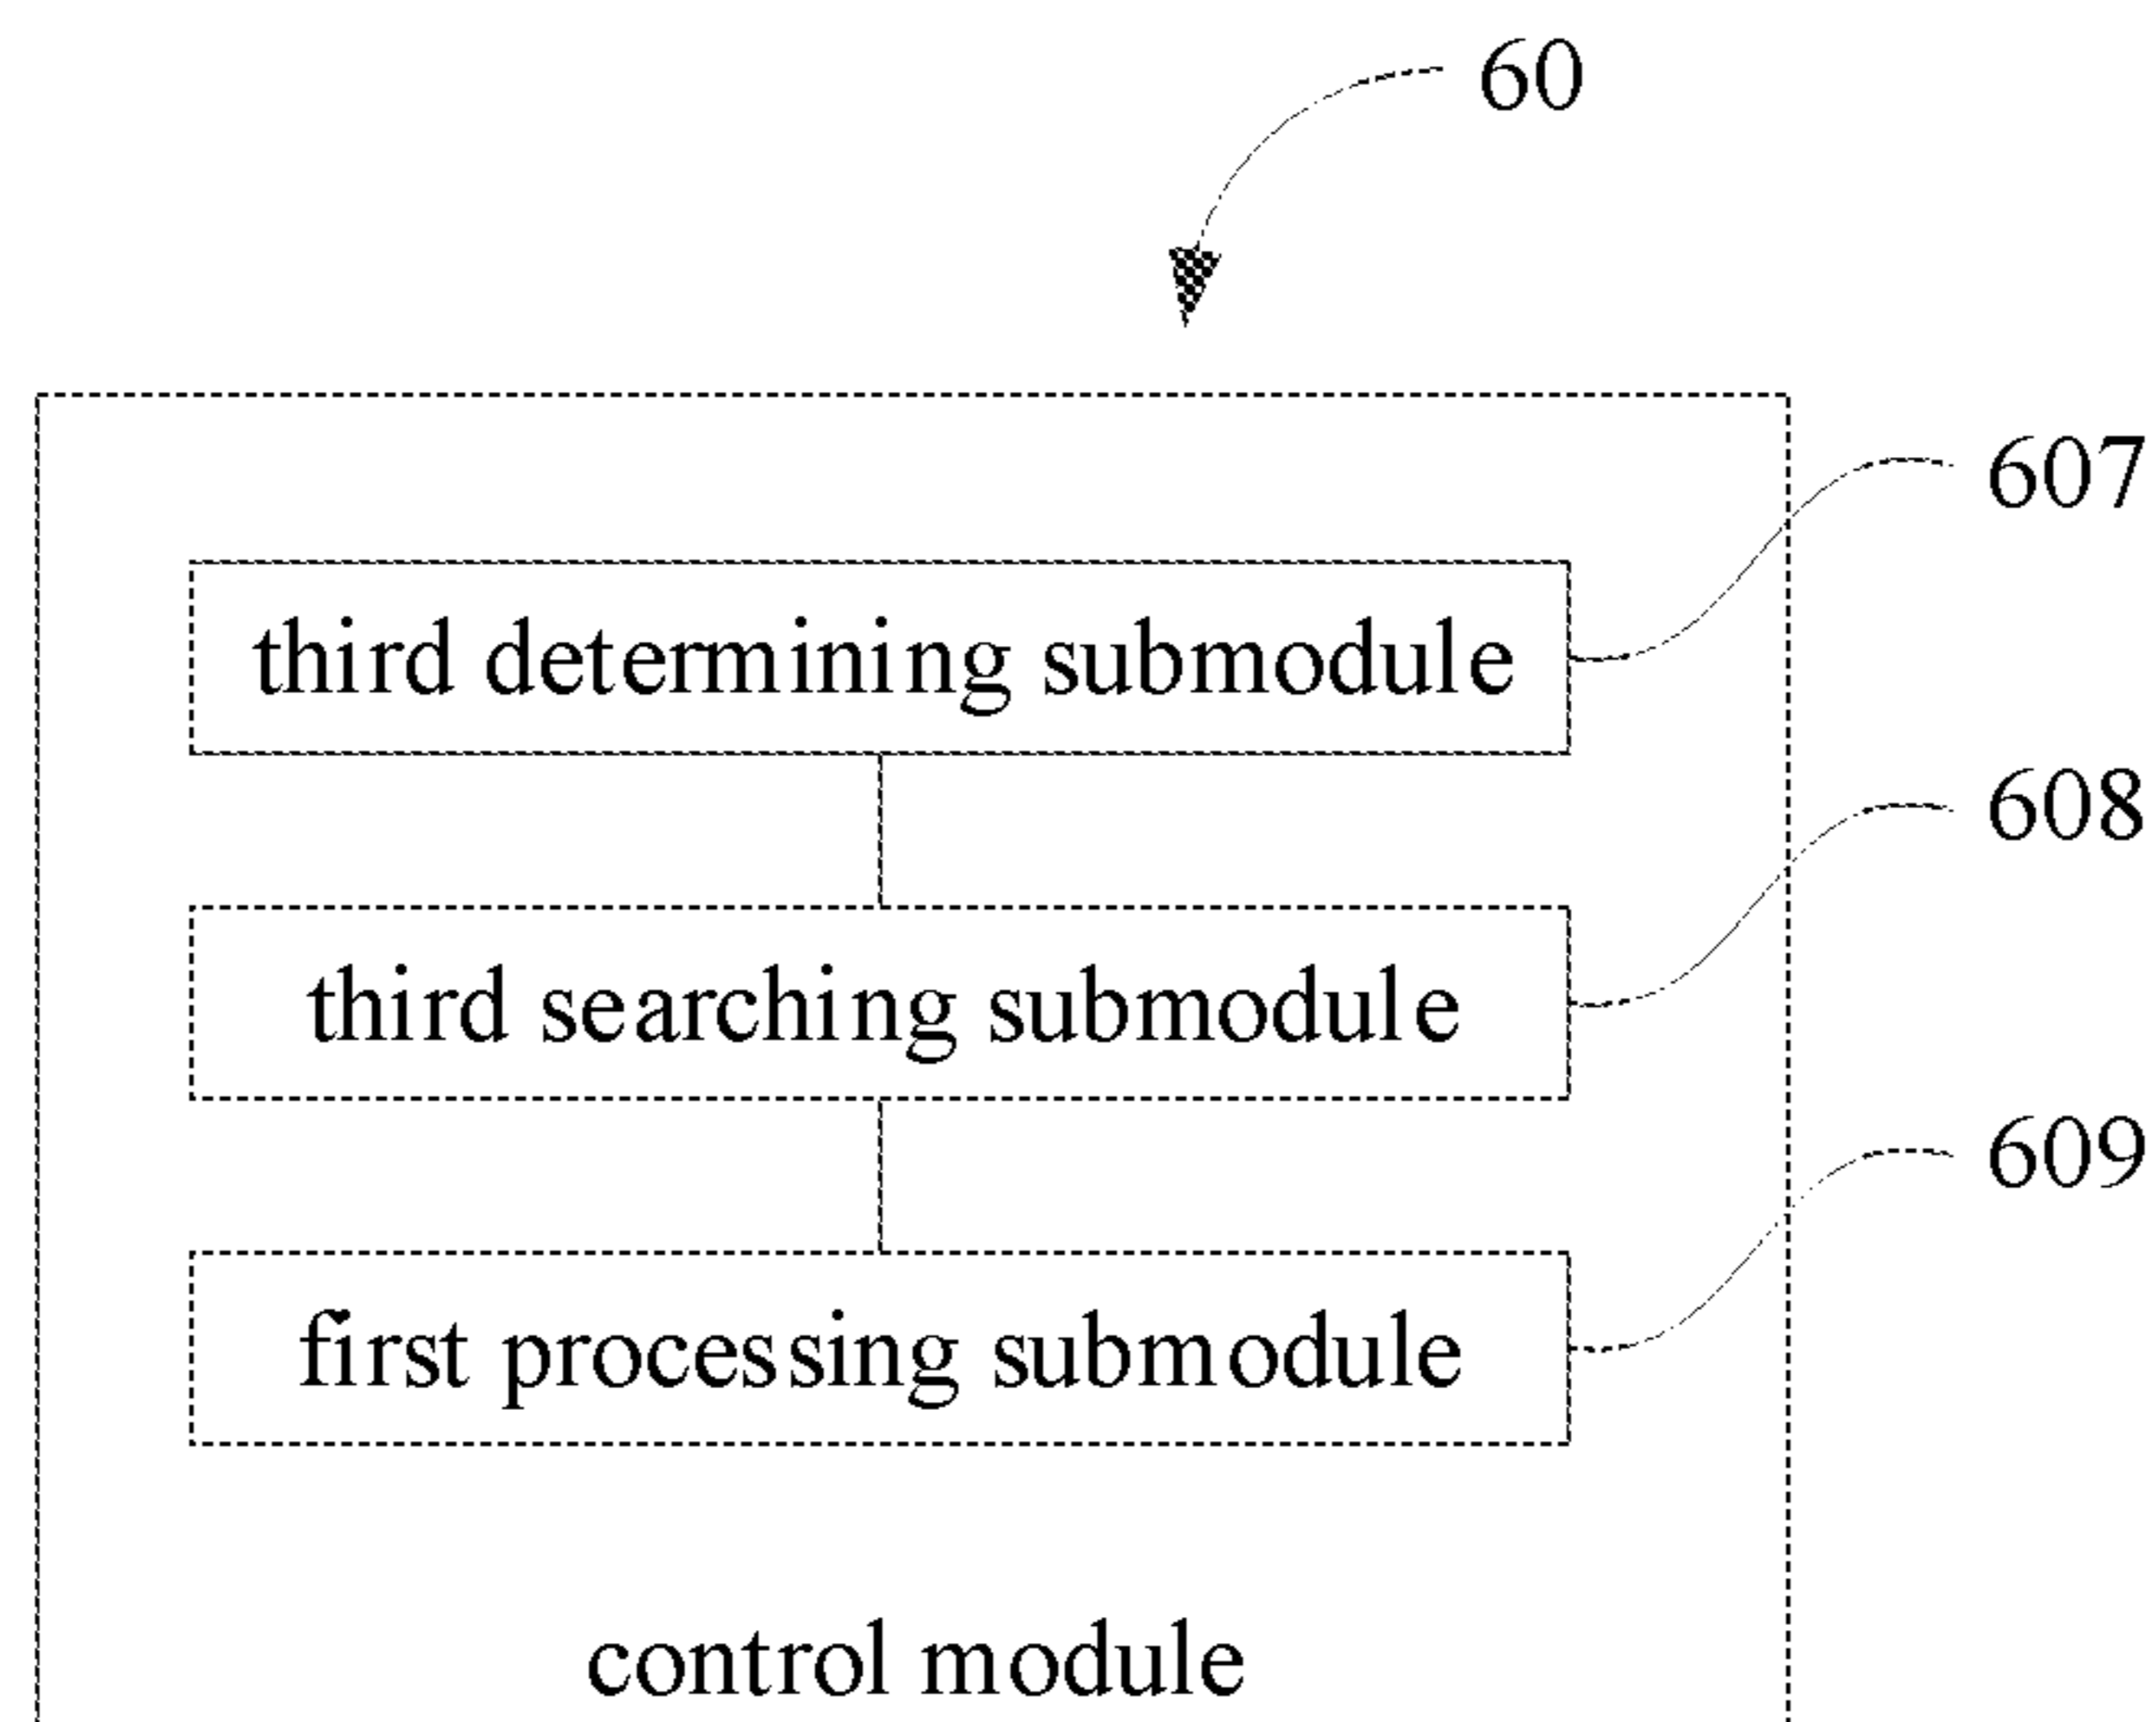 60
607
third determining submodule
608
third searching submodule
609
first processing submodule
control module